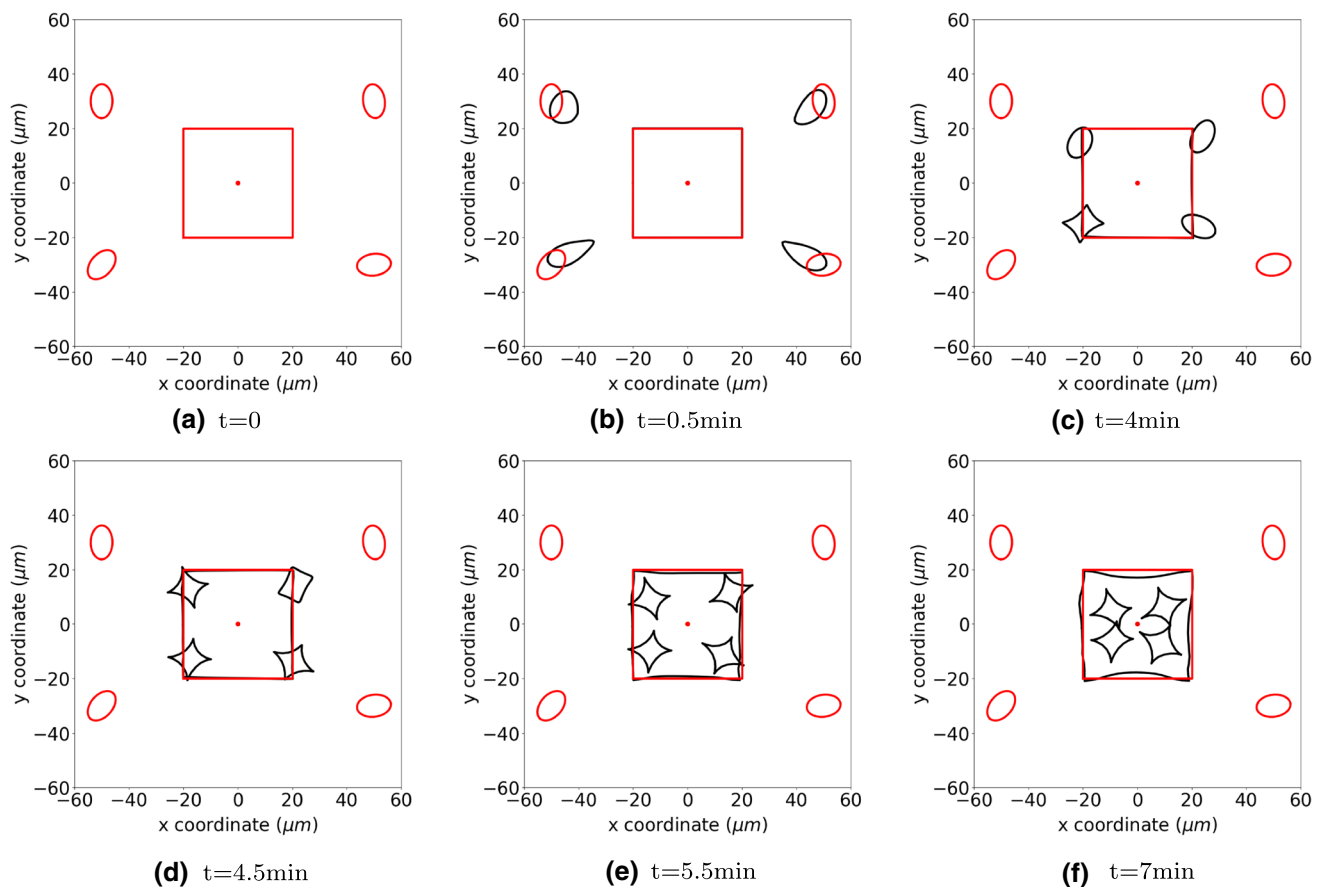 60
40
20
0
−20
−40
−60
−60 −40 −20 0 20 40 60
y coordinate (μm)
x coordinate (μm)
(a) t=0
60
40
20
0
−20
−40
−60
−60 −40 −20 0 20 40 60
y coordinate (μm)
x coordinate (μm)
(b) t=0.5min
60
40
20
0
−20
−40
−60
−60 −40 −20 0 20 40 60
y coordinate (μm)
x coordinate (μm)
(c) t=4min
60
40
20
0
−20
−40
−60
−60 −40 −20 0 20 40 60
y coordinate (μm)
x coordinate (μm)
(d) t=4.5min
60
40
20
0
−20
−40
−60
−60 −40 −20 0 20 40 60
y coordinate (μm)
x coordinate (μm)
(e) t=5.5min
60
40
20
0
−20
−40
−60
−60 −40 −20 0 20 40 60
y coordinate (μm)
x coordinate (μm)
(f) t=7min